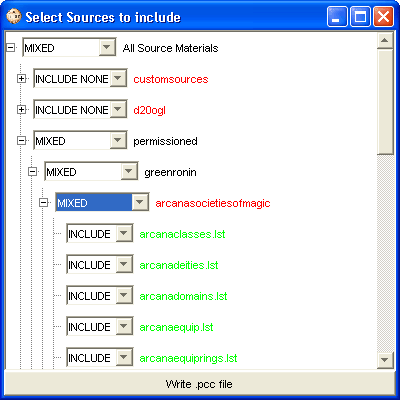 Select Sources to include
MIXED All Source Materials
INCLUDE NONE customsources
INCLUDE NONE d20ogl
MIXED permissioned
MIXED greenronin
MIXED arcanasocietiesofmagic
INCLUDE arcanaclasses.lst
INCLUDE arcanadeities.lst
INCLUDE arcanadomains.lst
INCLUDE arcanaequip.lst
INCLUDE arcanaequiprings.lst
Write .pcc file